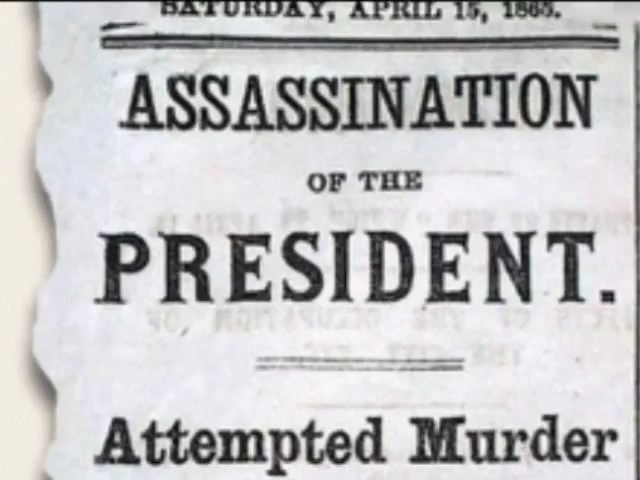 SATURDAY, APRIL 15, 1865.
ASSASSINATION
OF THE
PRESIDENT.
Attempted Murder